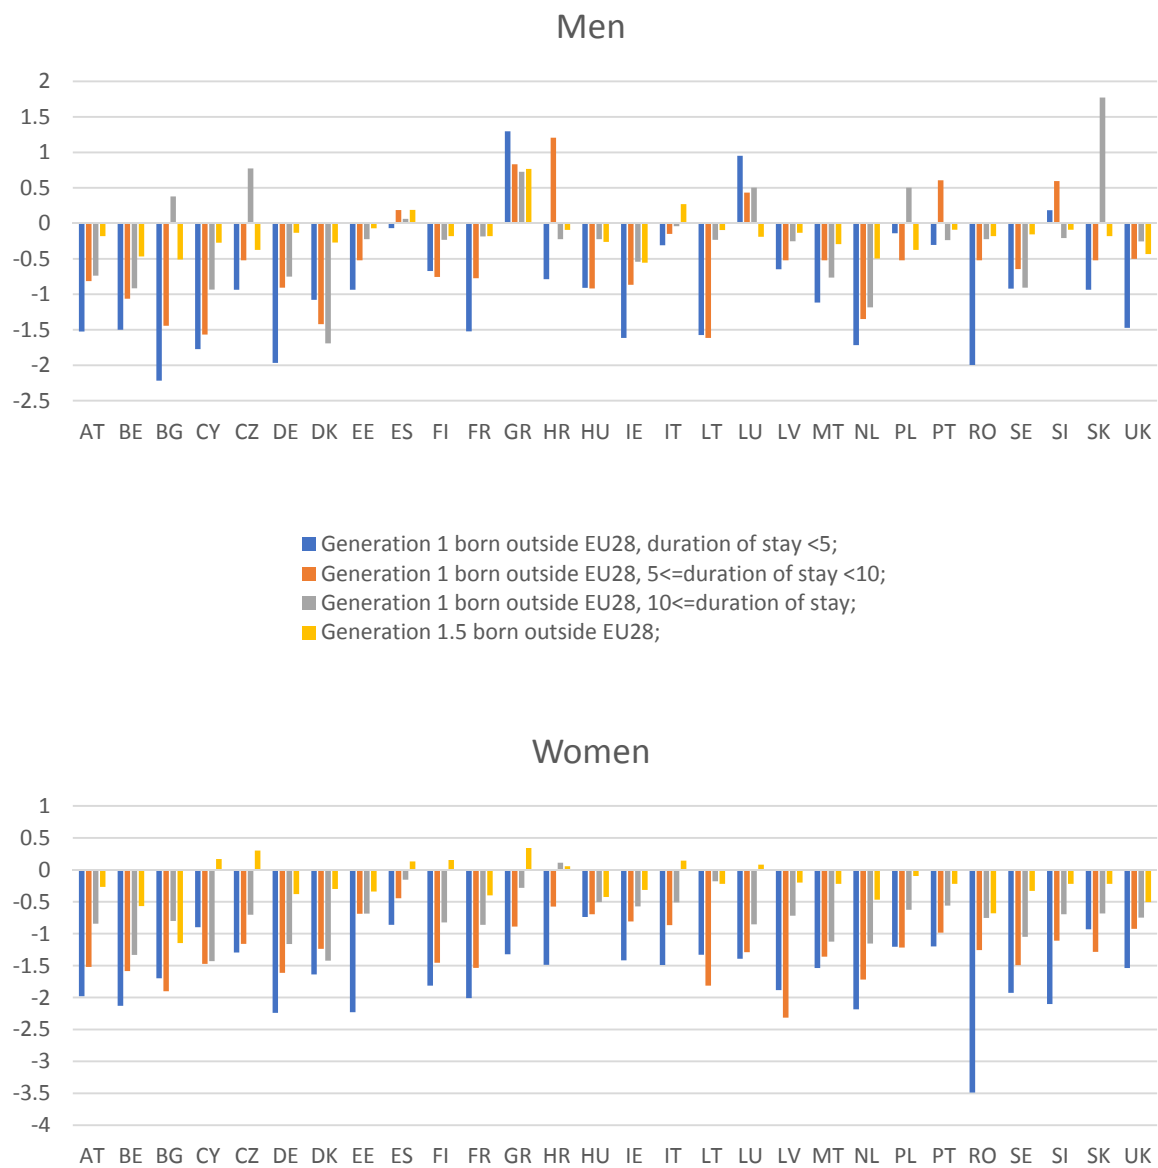 Men
2
1.5
1
0.5
0
-0.5
-1
-1.5
-2
-2.5
AT BE BG CY CZ DE DK EE ES FI FR GR HR HU IE IT LT LU LV MT NL PL PT RO SE SI SK UK
Generation 1 born outside EU28, duration of stay <5;
Generation 1 born outside EU28, 5<=duration of stay <10;
Generation 1 born outside EU28, 10<=duration of stay;
Generation 1.5 born outside EU28;
Women
1
0.5
0
-0.5
-1
-1.5
-2
-2.5
-3
-3.5
-4
AT BE BG CY CZ DE DK EE ES FI FR GR HR HU IE IT LT LU LV MT NL PL PT RO SE SI SK UK